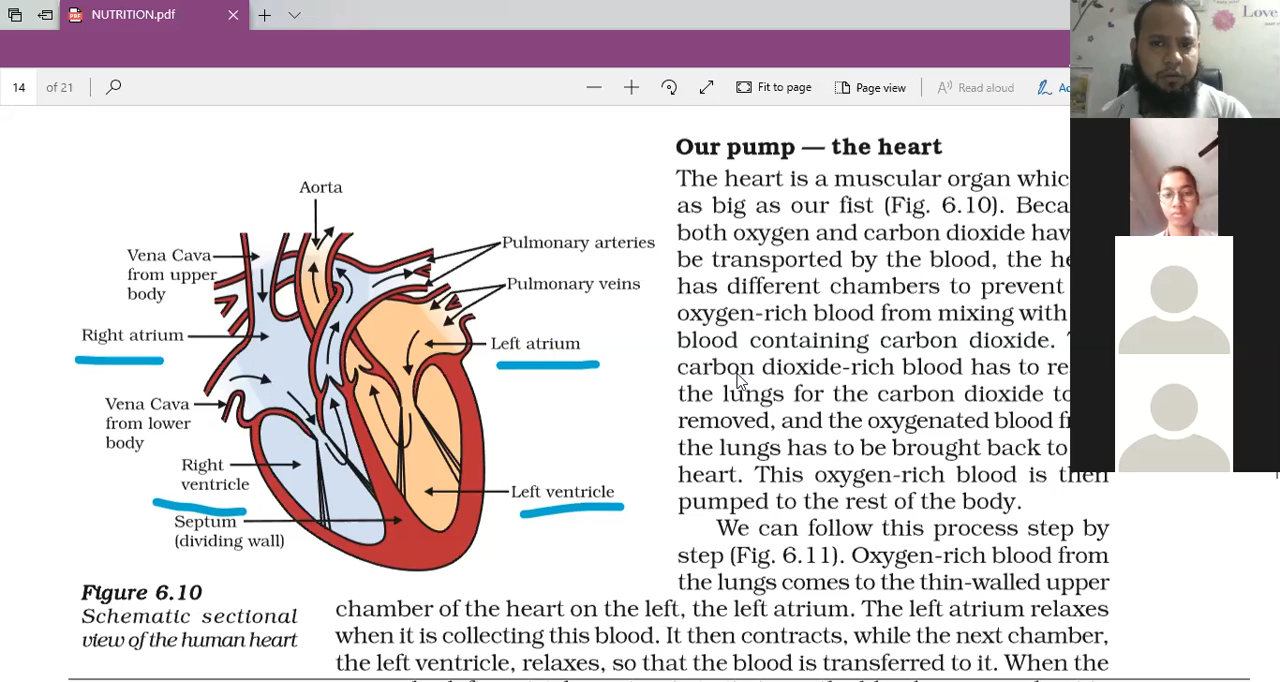 NUTRITION.pdf
14 of 21
Fit to page
Page view
Read aloud
Love
Our pump — the heart
The heart is a muscular organ
as big as our fist (Fig. 6.10).
both oxygen and carbon dioxide
be transported by the blood, the
has different chambers to prevent
oxygen-rich blood from mixing with
blood containing carbon dioxide.
carbon dioxide-rich blood has to
the lungs for the carbon dioxide to
removed, and the oxygenated blood
the lungs has to be brought back to
heart. This oxygen-rich blood is then
pumped to the rest of the body.
We can follow this process step by
step (Fig. 6.11). Oxygen-rich blood from
the lungs comes to the thin-walled upper
chamber of the heart on the left, the left atrium. The left atrium relaxes
when it is collecting this blood. It then contracts, while the next chamber,
the left ventricle, relaxes, so that the blood is transferred to it. When the
Aorta
Pulmonary arteries
Pulmonary veins
Left atrium
Left ventricle
Vena Cava
from upper
body
Right atrium
Vena Cava
from lower
body
Right
ventricle
Septum
(dividing wall)
Figure 6.10
Schematic sectional
view of the human heart